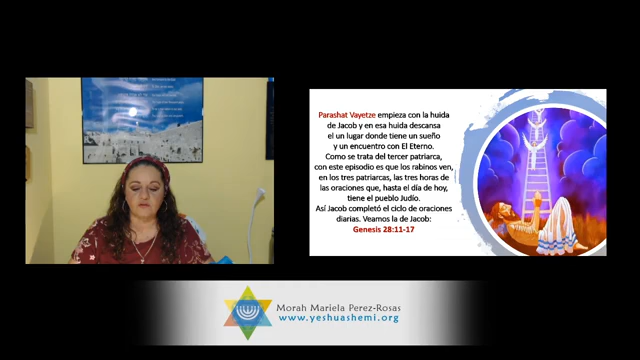 Parashat Vayetze empieza con la huida
de Jacob y en esa huida descansa
el un lugar donde tiene un sueño
y un encuentro con El Eterno.
Como se trata del tercer patriarca,
con este episodio es que los rabinos ven,
en los tres patriarcas, las tres horas de
las oraciones que, hasta el día de hoy,
tiene el pueblo Judío.
Así Jacob completó el ciclo de oraciones
diarias. Veamos la de Jacob:
Genesis 28:11-17
Morah Mariela Perez-Rosas
www.yeshuashemi.org